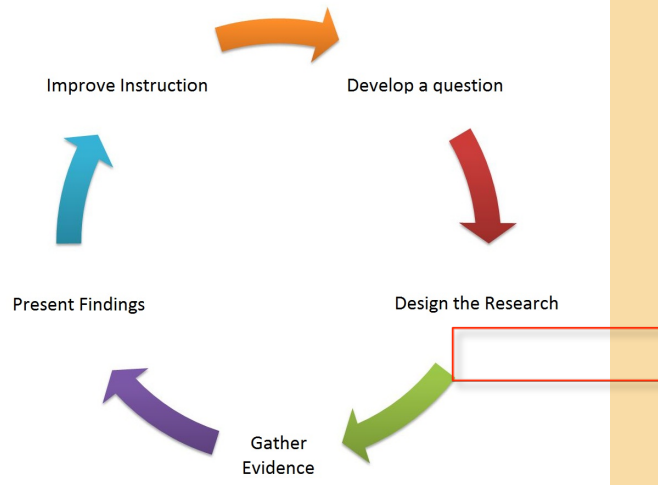 Improve Instruction
Develop a question
Present Findings
Design the Research
Gather
Evidence